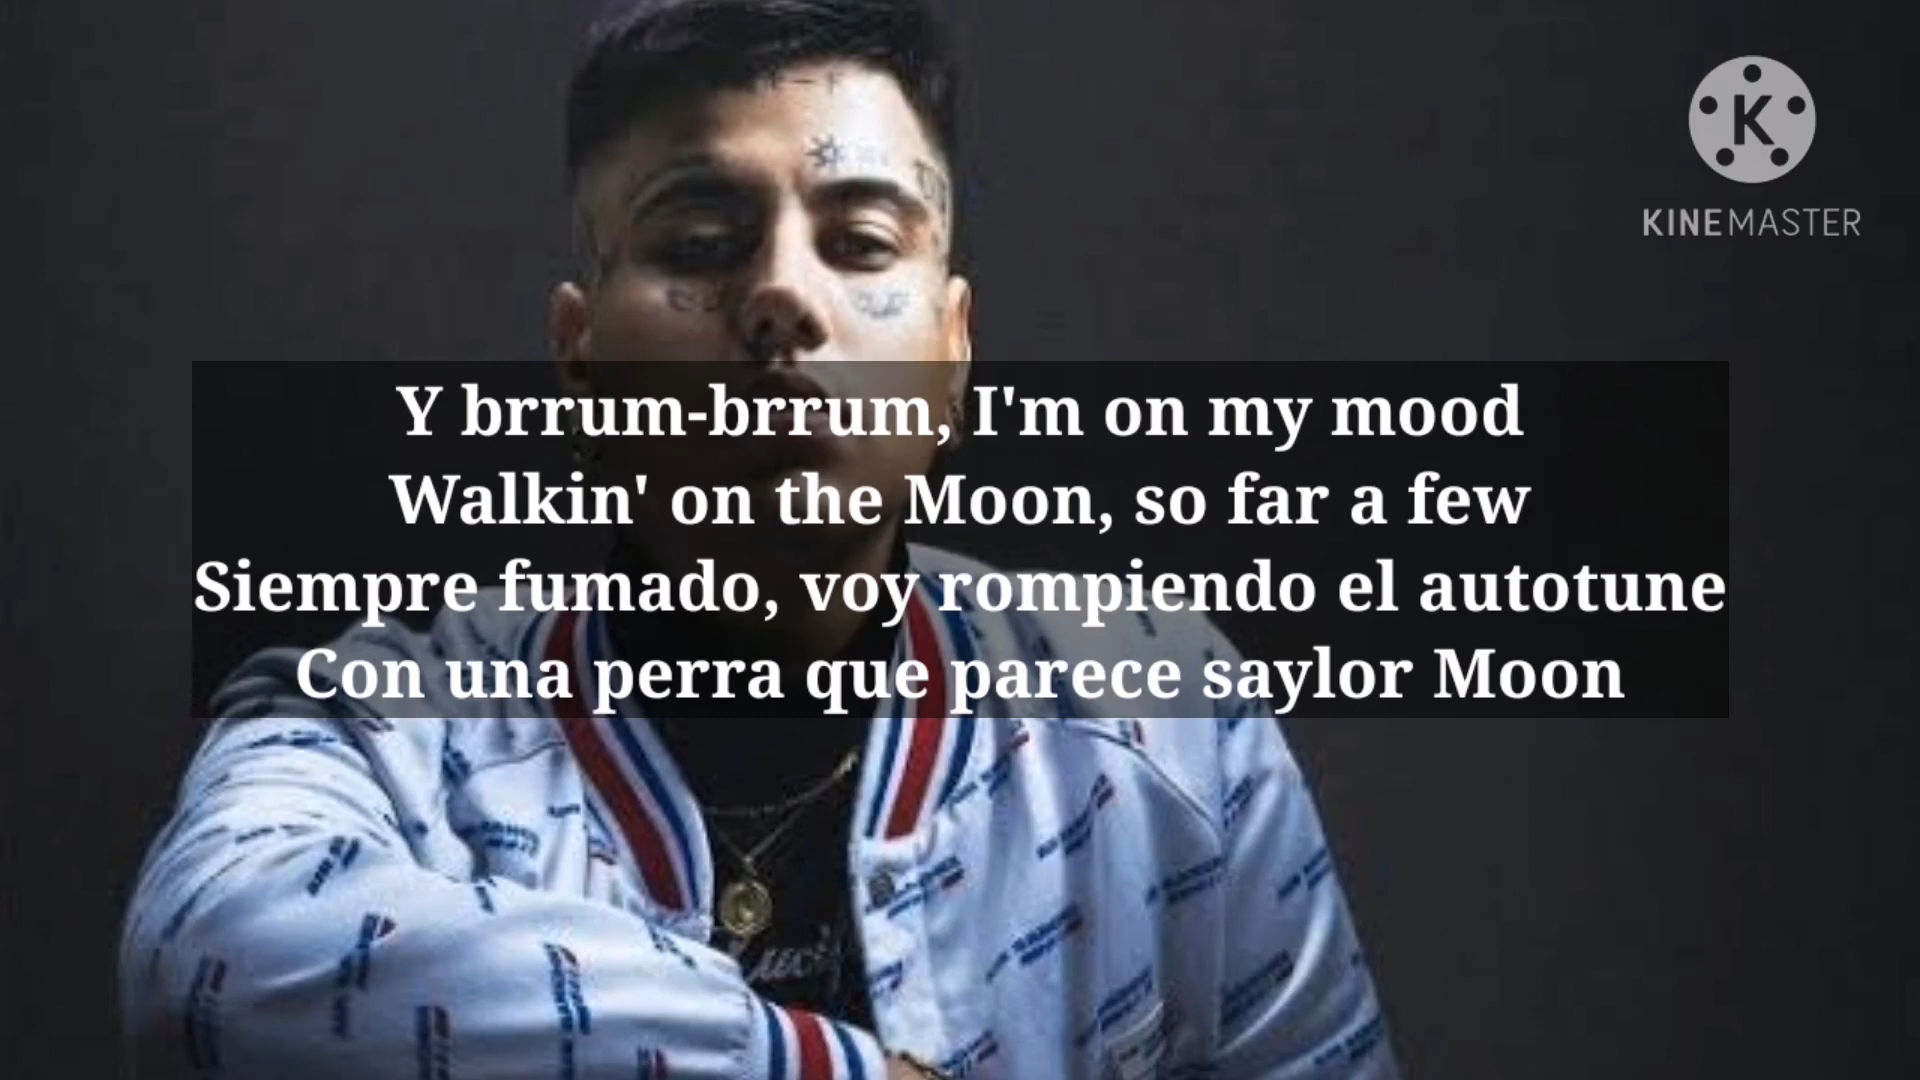 KINEMASTER
Y brrum-brrum, I'm on my mood
Walkin' on the Moon, so far a few
Siempre fumado, voy rompiendo el autotune
Con una perra que parece saylor Moon